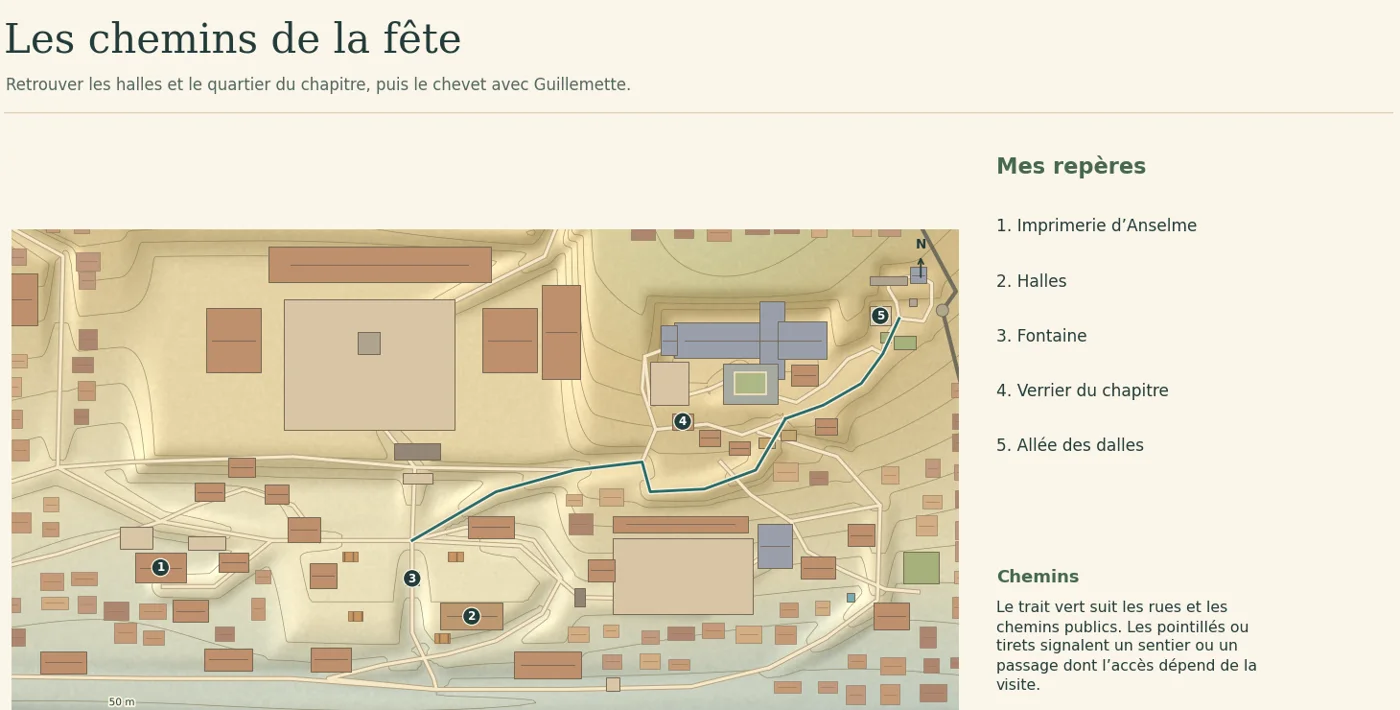 Les chemins de la fête
Retrouver les halles et le quartier du chapitre, puis le chevet avec Guillemette.
Mes repères
1. Imprimerie d’Anselme
2. Halles
3. Fontaine
4. Verrier du chapitre
5. Allée des dalles
Chemins
Le trait vert suit les rues et les
chemins publics. Les pointillés ou
tirets signalent un sentier ou un
passage dont l’accès dépend de la
visite.
N
5
4
1
3
2
50 m